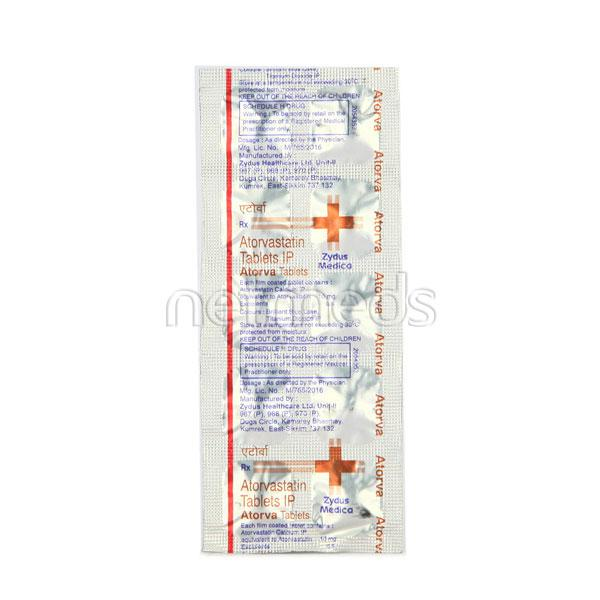 Titanium Dioxide IP
Store at a temperature not exceeding 30°C,
protected from moisture.
KEEP OUT OF THE REACH OF CHILDREN
SCHEDULE H DRUG
Warning : To be sold by retail on the
prescription of a Registered Medical
Practitioner only.
Dosage : As directed by the Physician.
Mfg. Lic. No. : M/765/2016
Manufactured by :
Zydus Healthcare Ltd. Unit-II
967 (P), 968 (P), 970 (P),
Duga Circle, Kamarey Bhasmay,
Kumrek, East-Sikkim 737 132
एटोर्वा
Rx
Atorvastatin
Tablets IP
Atorva Tablets
Zydus
Medica
Each film coated tablet contains :
Atorvastatin Calcium IP
equivalent to Atorvastatin mg
Excipients
Colours : Brilliant Blue Lake,
Titanium Dioxide IP
Store at a temperature not exceeding 30°C
protected from moisture.
KEEP OUT OF THE REACH OF CHILDREN
SCHEDULE H DRUG
Warning : To be sold by retail on the
prescription of a Registered Medical
Practitioner only.
Dosage : As directed by the Physician.
Mfg. Lic. No. : M/765/2016
Manufactured by :
Zydus Healthcare Ltd. Unit-II
967 (P), 968 (P), 970 (P),
Duga Circle, Kamarey Bhasmay,
Kumrek, East-Sikkim 737 132
एटोर्वा
Rx
Atorvastatin
Tablets IP
Atorva Tablets
Zydus
Medica
Each film coated tablet contains :
Atorvastatin Calcium IP
equivalent to Atorvastatin 10 mg
Excipients
Atorva
Atorva
Atorva
Atorva
Atorva
Atorva
Atorva
Atorva
netmeds